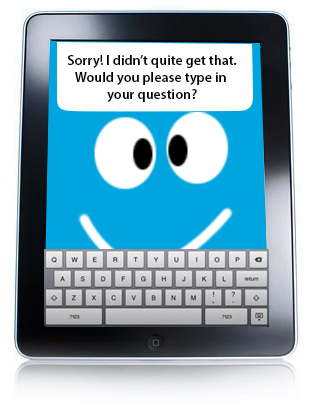 Sorry! I didn't quite get that.
Would you please type in
your question?
Q W E R T Y U I O P
A S D F G H J K L return
Z X C V B N M ! , ? .
.?123 .?123